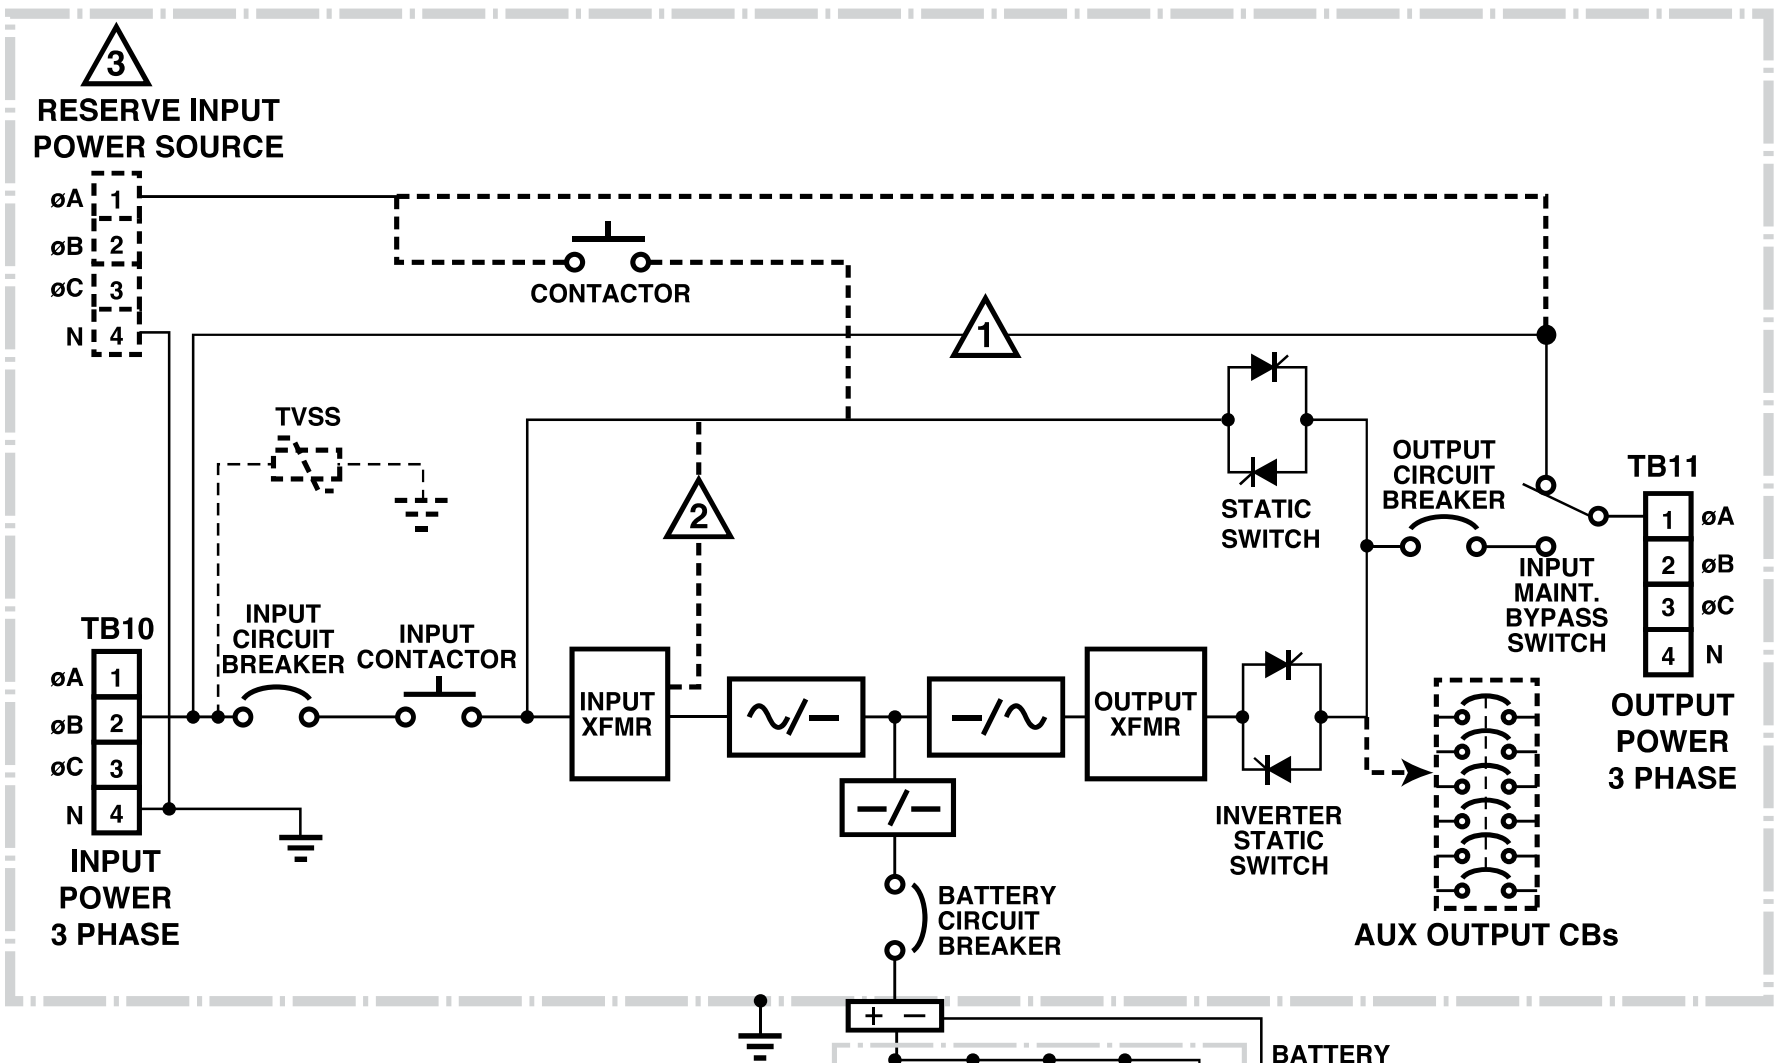 3
RESERVE INPUT
POWER SOURCE
øA 1
øB 2
øC 3
N 4
CONTACTOR
1
TVSS
2
STATIC
SWITCH
OUTPUT
CIRCUIT
BREAKER
TB11
1 øA
2 øB
3 øC
4 N
OUTPUT
POWER
3 PHASE
INPUT
MAINT.
BYPASS
SWITCH
TB10
øA 1
øB 2
øC 3
N 4
INPUT
POWER
3 PHASE
INPUT
CIRCUIT
BREAKER
INPUT
CONTACTOR
INPUT
XFMR
OUTPUT
XFMR
INVERTER
STATIC
SWITCH
AUX OUTPUT CBs
BATTERY
CIRCUIT
BREAKER
+ −
BATTERY